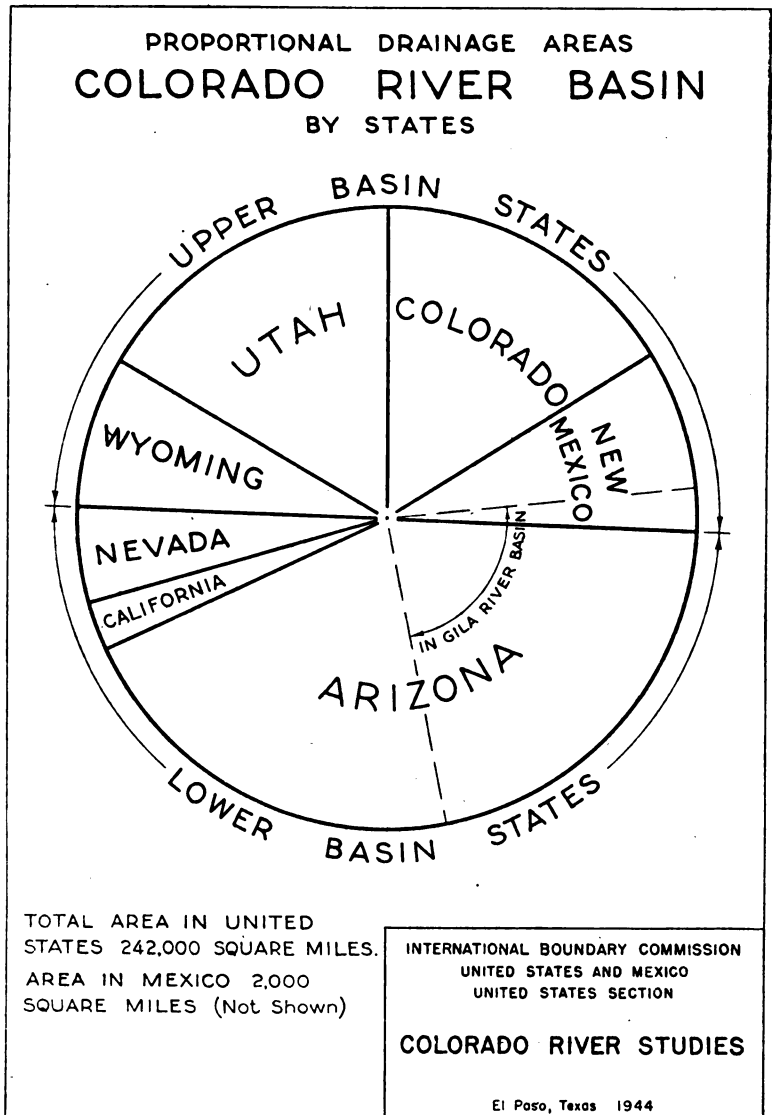 PROPORTIONAL DRAINAGE AREAS
COLORADO RIVER BASIN
BY STATES
UPPER BASIN STATES
UTAH
COLORADO
WYOMING
NEW
MEXICO
NEVADA
CALIFORNIA
IN GILA RIVER BASIN
ARIZONA
LOWER BASIN STATES
TOTAL AREA IN UNITED
STATES 242,000 SQUARE MILES.
AREA IN MEXICO 2,000
SQUARE MILES (Not Shown)
INTERNATIONAL BOUNDARY COMMISSION
UNITED STATES AND MEXICO
UNITED STATES SECTION
COLORADO RIVER STUDIES
El Paso, Texas 1944